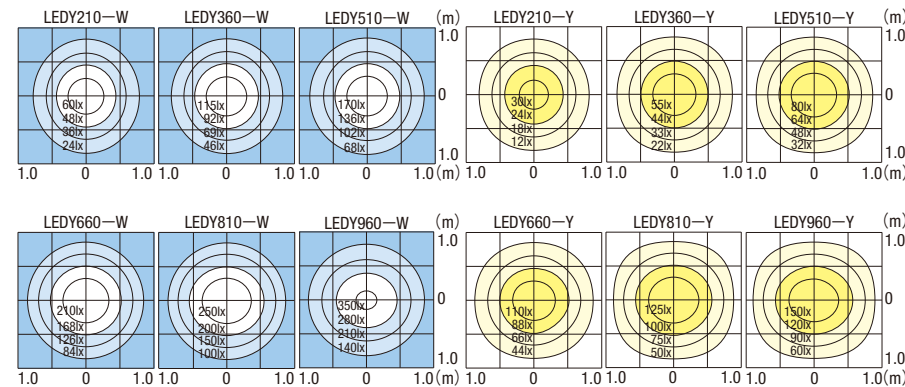 LEDY210−W LEDY360−W LEDY510−W (m) LEDY210−Y LEDY360−Y LEDY510−Y (m)
1.0 1.0
60lx 115lx 170lx 0 30lx 55lx 80lx 0
48lx 92lx 136lx 24lx 44lx 64lx
36lx 69lx 102lx 18lx 33lx 48lx
24lx 46lx 68lx 12lx 22lx 32lx
1.0 1.0
1.0 0 1.0 0 1.0 0 1.0 (m) 1.0 0 1.0 0 1.0 0 1.0 (m)
LEDY660−W LEDY810−W LEDY960−W (m) LEDY660−Y LEDY810−Y LEDY960−Y (m)
1.0 1.0
210lx 250lx 350lx 0 110lx 125lx 150lx 0
168lx 200lx 280lx 88lx 100lx 120lx
126lx 150lx 210lx 66lx 75lx 90lx
84lx 100lx 140lx 44lx 50lx 60lx
1.0 1.0
1.0 0 1.0 0 1.0 0 1.0 (m) 1.0 0 1.0 0 1.0 0 1.0 (m)